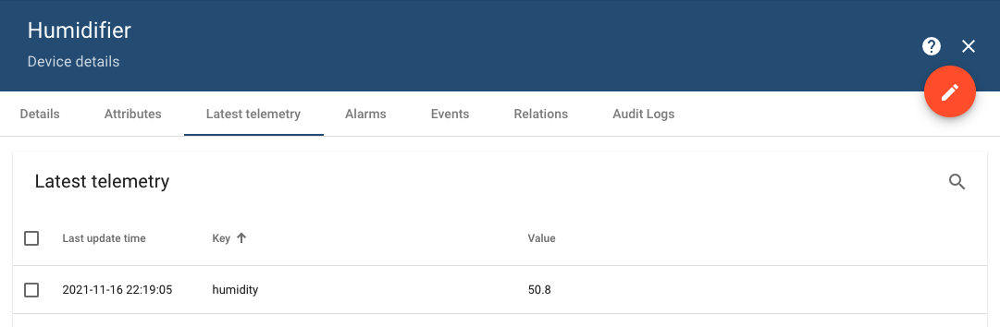 Humidifier
Device details
Details Attributes Latest telemetry Alarms Events Relations Audit Logs
Latest telemetry
Last update time Key Value
2021-11-16 22:19:05 humidity 50.8